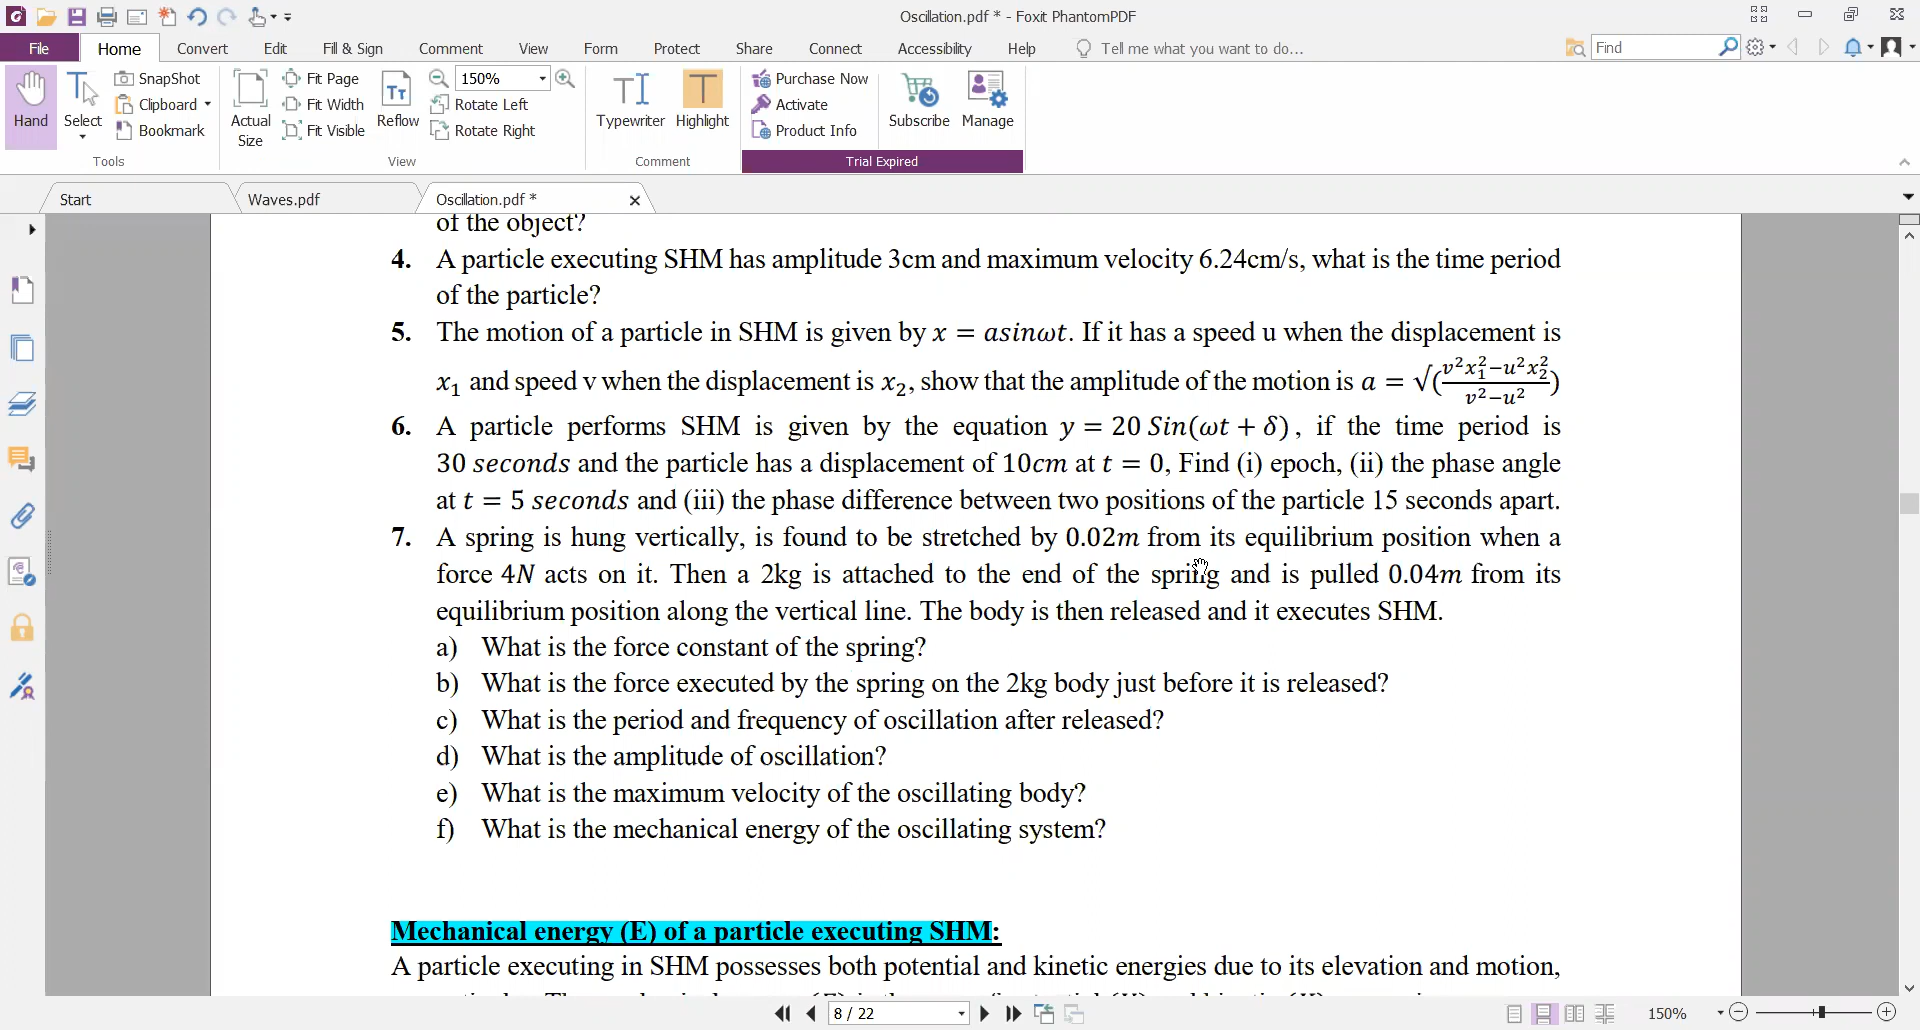 Oscillation.pdf * - Foxit PhantomPDF
File Home Convert Edit Fill & Sign Comment View Form Protect Share Connect Accessibility Help Tell me what you want to do... Find
Hand
Select
SnapShot
Clipboard
Bookmark
Tools
Actual
Size
Fit Page
Fit Width
Fit Visible
Reflow
150%
Rotate Left
Rotate Right
View
Typewriter
Highlight
Comment
Purchase Now
Activate
Product Info
Subscribe
Manage
Trial Expired
Start Waves.pdf Oscillation.pdf *
of the object?
4. A particle executing SHM has amplitude 3cm and maximum velocity 6.24cm/s, what is the time period
of the particle?
5. The motion of a particle in SHM is given by x = asinωt. If it has a speed u when the displacement is
x₁ and speed v when the displacement is x₂, show that the amplitude of the motion is a = √((v²x₁²−u²x₂²)/(v²−u²))
6. A particle performs SHM is given by the equation y = 20 Sin(ωt + δ), if the time period is
30 seconds and the particle has a displacement of 10cm at t = 0, Find (i) epoch, (ii) the phase angle
at t = 5 seconds and (iii) the phase difference between two positions of the particle 15 seconds apart.
7. A spring is hung vertically, is found to be stretched by 0.02m from its equilibrium position when a
force 4N acts on it. Then a 2kg is attached to the end of the spring and is pulled 0.04m from its
equilibrium position along the vertical line. The body is then released and it executes SHM.
a) What is the force constant of the spring?
b) What is the force executed by the spring on the 2kg body just before it is released?
c) What is the period and frequency of oscillation after released?
d) What is the amplitude of oscillation?
e) What is the maximum velocity of the oscillating body?
f) What is the mechanical energy of the oscillating system?
Mechanical energy (E) of a particle executing SHM:
A particle executing in SHM possesses both potential and kinetic energies due to its elevation and motion,
8 / 22
150%